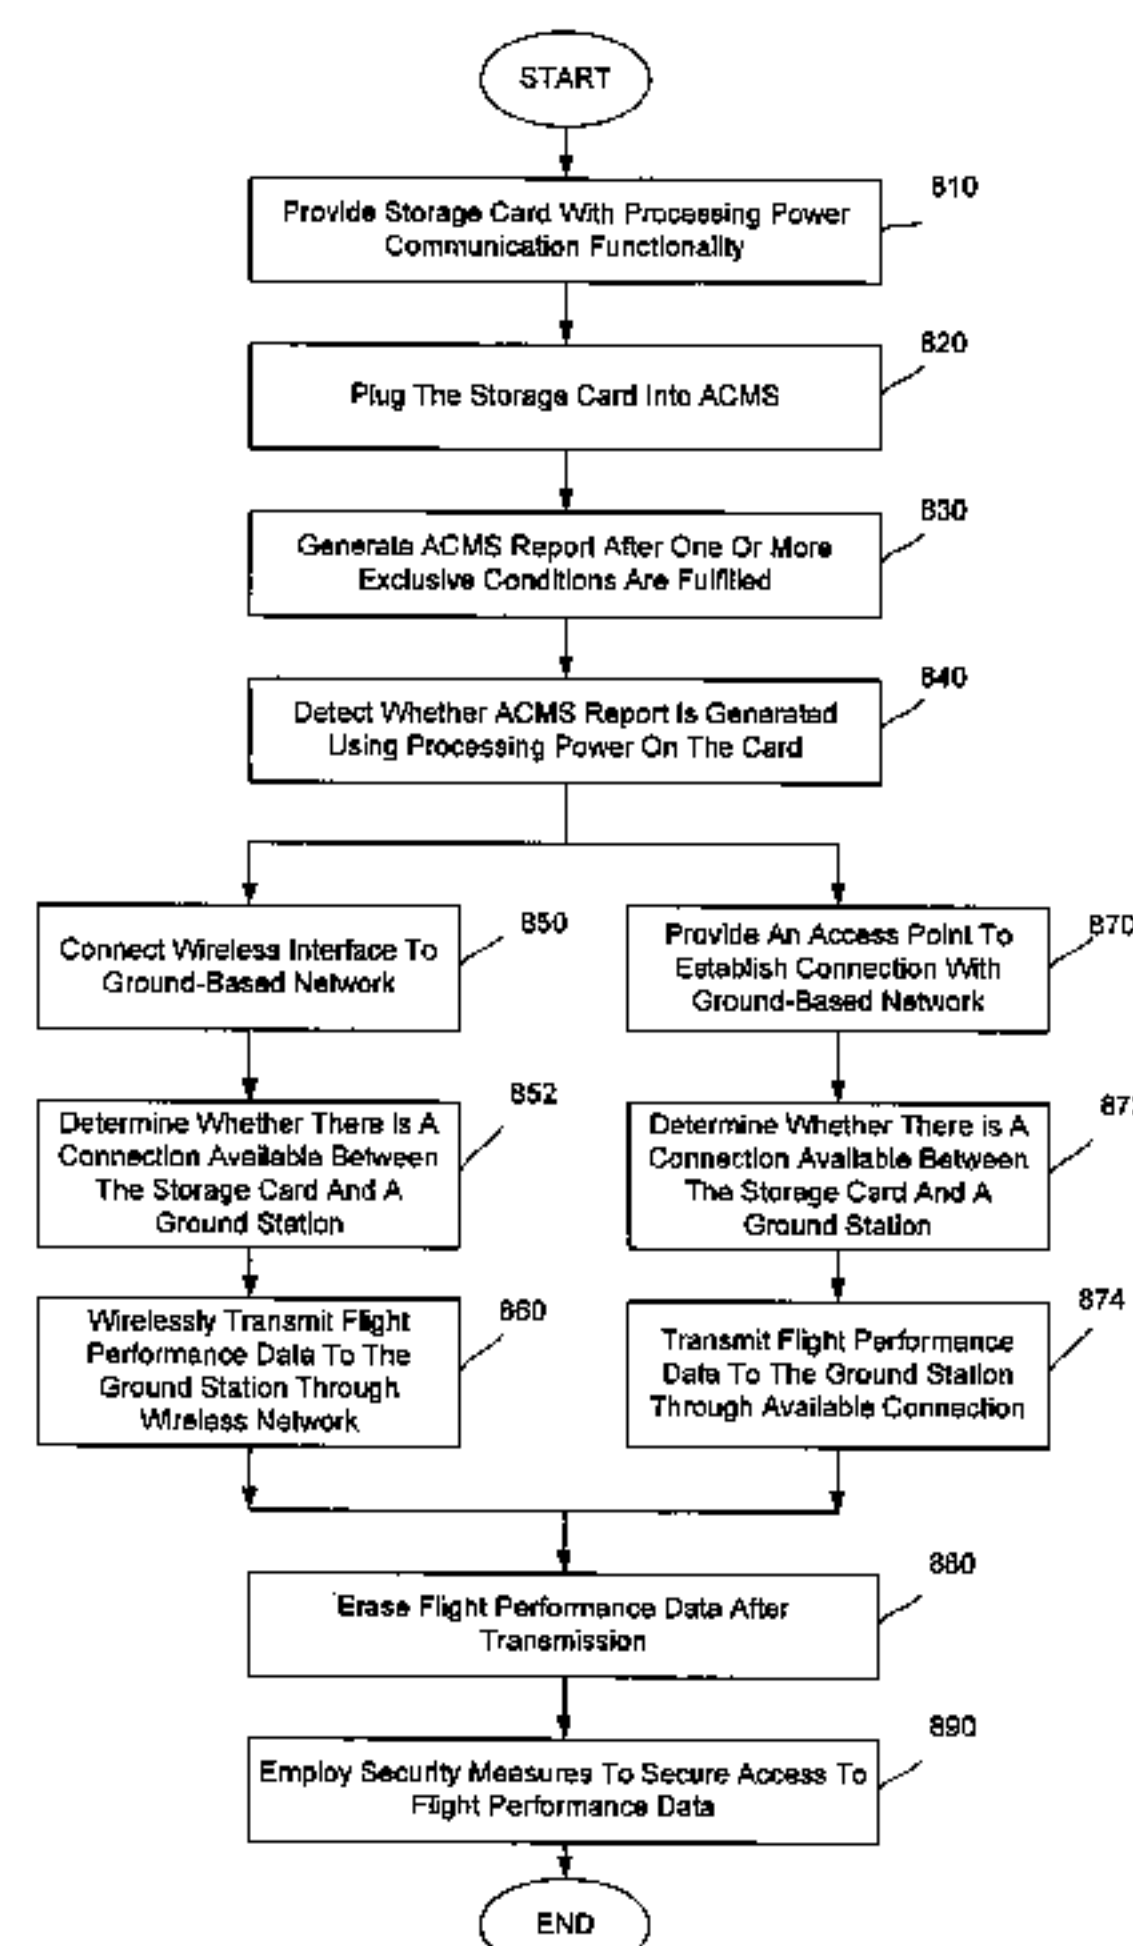 START
810
Provide Storage Card With Processing Power
Communication Functionality
820
Plug The Storage Card Into ACMS
830
Generate ACMS Report After One Or More
Exclusive Conditions Are Fulfilled
840
Detect Whether ACMS Report Is Generated
Using Processing Power On The Card
850
Connect Wireless Interface To
Ground-Based Network
870
Provide An Access Point To
Establish Connection With
Ground-Based Network
852
Determine Whether There Is A
Connection Available Between
The Storage Card And A
Ground Station
Determine Whether There is A
Connection Available Between
The Storage Card And A
Ground Station
860
Wirelessly Transmit Flight
Performance Data To The
Ground Station Through
Wireless Network
874
Transmit Flight Performance
Data To The Ground Station
Through Available Connection
880
Erase Flight Performance Data After
Transmission
890
Employ Security Measures To Secure Access To
Flight Performance Data
END